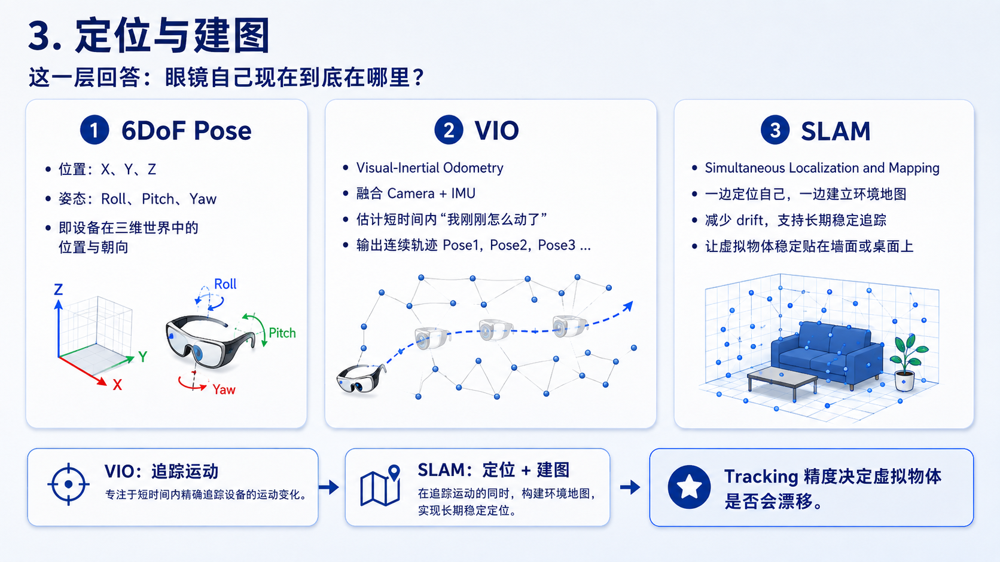 3. 定位与建图
这一层回答：眼镜自己现在到底在哪里？
1 6DoF Pose
• 位置：X、Y、Z
• 姿态：Roll、Pitch、Yaw
• 即设备在三维世界中的
位置与朝向
Z
Y
X
Roll
Pitch
Yaw
2 VIO
• Visual-Inertial Odometry
• 融合 Camera + IMU
• 估计短时间内 “我刚刚怎么动了”
• 输出连续轨迹 Pose1, Pose2, Pose3 ...
3 SLAM
• Simultaneous Localization and Mapping
• 一边定位自己，一边建立环境地图
• 减少 drift，支持长期稳定追踪
• 让虚拟物体稳定贴在墙面或桌面上
VIO：追踪运动
专注于短时间内精确追踪设备的运动变化。
SLAM：定位 + 建图
在追踪运动的同时，构建环境地图，
实现长期稳定定位。
Tracking 精度决定虚拟物体
是否会漂移。